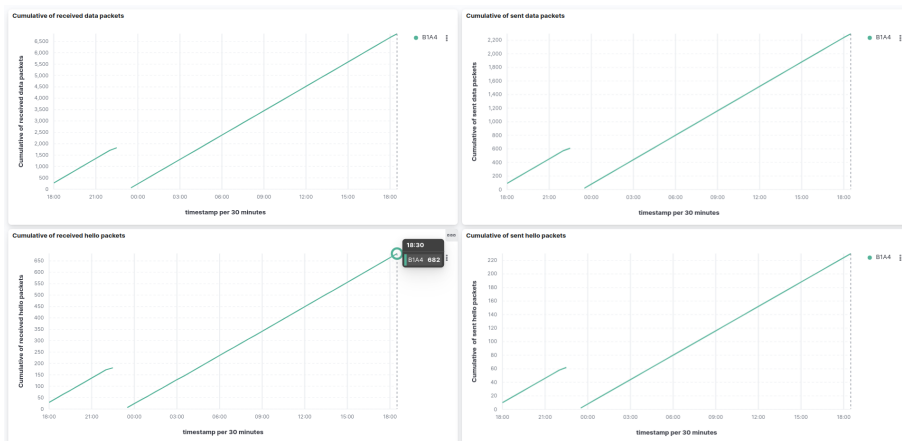 Cumulative of received data packets
Cumulative of received data packets
6,500
6,000
5,500
5,000
4,500
4,000
3,500
3,000
2,500
2,000
1,500
1,000
500
0
18:00 21:00 00:00 03:00 06:00 09:00 12:00 15:00 18:00
timestamp per 30 minutes
B1A4
Cumulative of sent data packets
Cumulative of sent data packets
2,200
2,000
1,800
1,600
1,400
1,200
1,000
800
600
400
200
0
18:00 21:00 00:00 03:00 06:00 09:00 12:00 15:00 18:00
timestamp per 30 minutes
B1A4
Cumulative of received hello packets
Cumulative of received hello packets
650
600
550
500
450
400
350
300
250
200
150
100
50
0
18:00 21:00 00:00 03:00 06:00 09:00 12:00 15:00 18:00
timestamp per 30 minutes
18:30
B1A4 682
Cumulative of sent hello packets
Cumulative of sent hello packets
220
200
180
160
140
120
100
80
60
40
20
0
18:00 21:00 00:00 03:00 06:00 09:00 12:00 15:00 18:00
timestamp per 30 minutes
B1A4